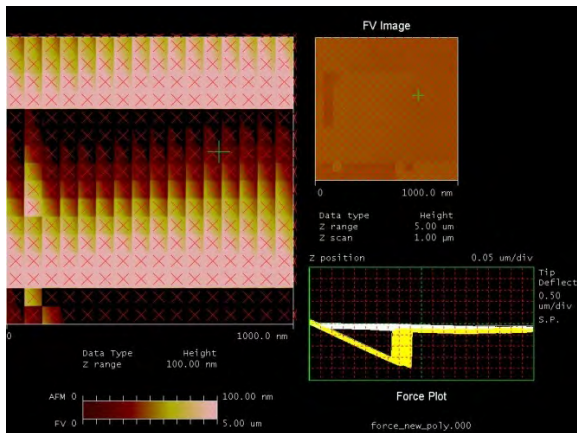 FV Image
0 1000.0 nm
Data type Height
Z range 5.00 um
Z scan 1.00 µm
Z position 0.05 um/div
Tip
Deflect
0.50
um/div
S.P.
0 1000.0 nm
Data Type Height
Z range 100.00 nm
AFM 0 100.00 nm
FV 0 5.00 um
Force Plot
force_new_poly.000